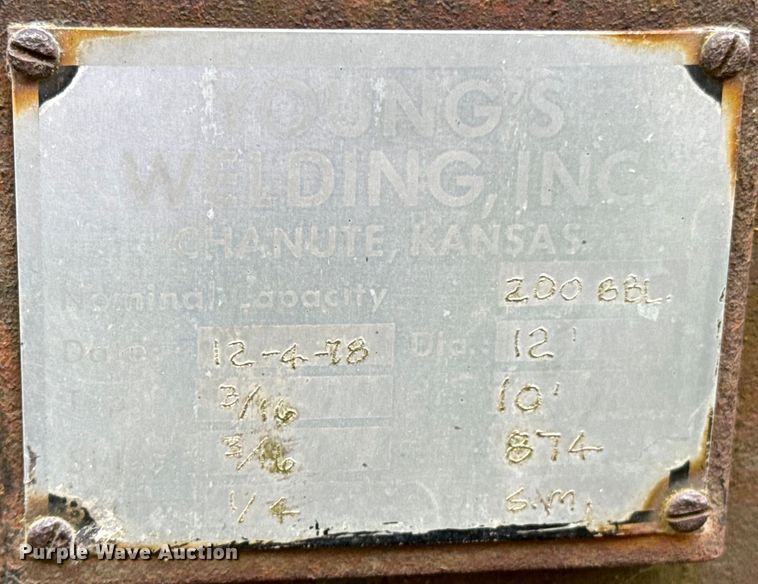 YOUNG'S
WELDING, INC.
CHANUTE, KANSAS
Nominal Capacity 200 BBL.
Date 12-4-78 Dia. 12'
3/16 10'
3/16 874
1/4 S.M.
Purple Wave Auction